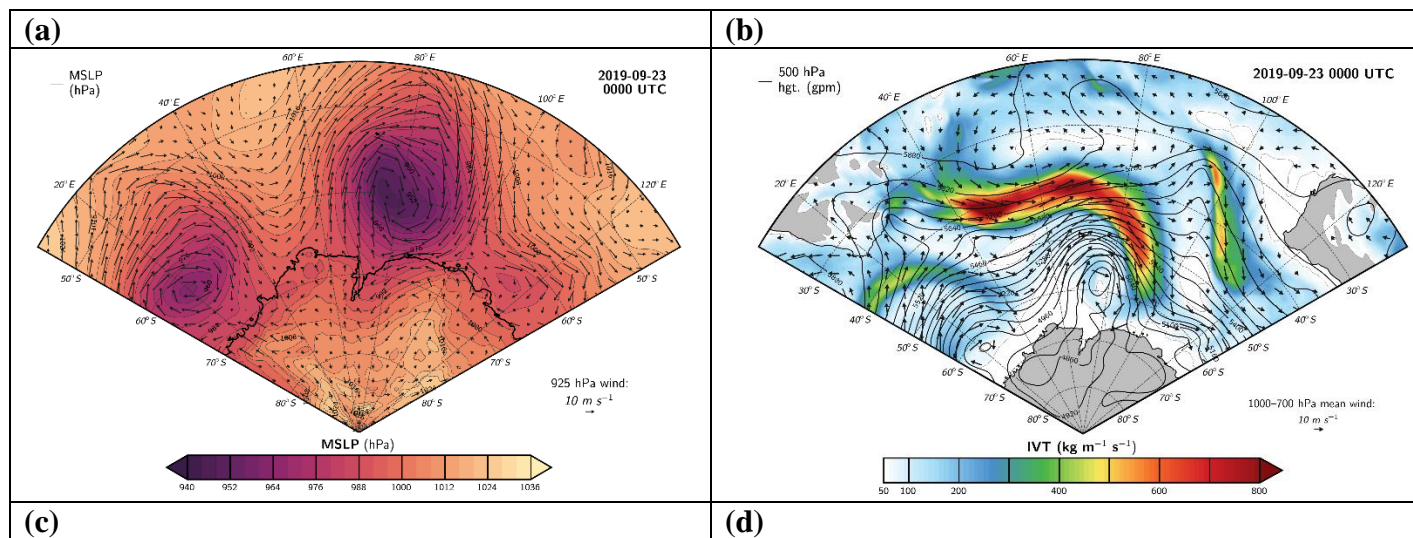 (a)
(b)
MSLP
(hPa)
2019-09-23
0000 UTC
20° E
40° E
60° E
80° E
100° E
120° E
50° S
60° S
70° S
80° S
80° S
70° S
60° S
50° S
925 hPa wind:
10 m s⁻¹
MSLP (hPa)
940 952 964 976 988 1000 1012 1024 1036
500 hPa
hgt. (gpm)
2019-09-23 0000 UTC
20° E
40° E
60° E
80° E
100° E
120° E
30° S
40° S
50° S
60° S
70° S
80° S
80° S
70° S
60° S
50° S
40° S
30° S
1000–700 hPa mean wind:
10 m s⁻¹
IVT (kg m⁻¹ s⁻¹)
50 100 200 400 600 800
(c)
(d)